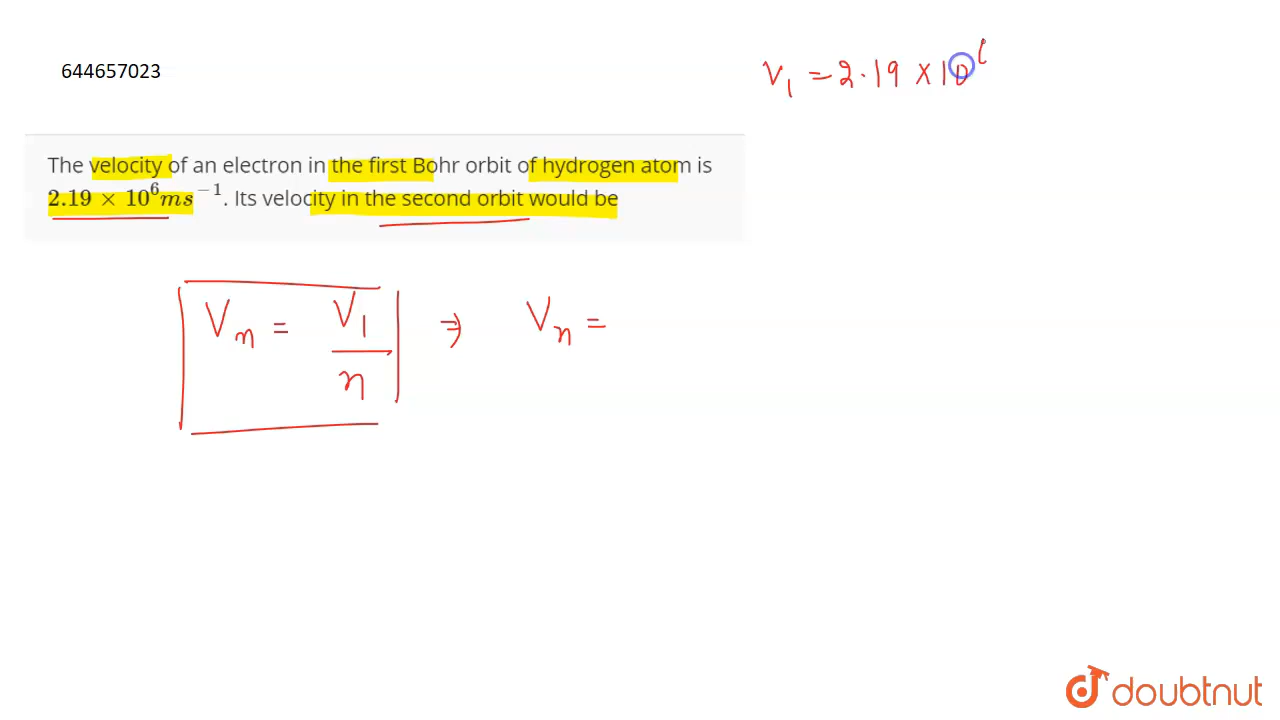 644657023
V₁ = 2.19 × 10⁶
The velocity of an electron in the first Bohr orbit of hydrogen atom is
2.19 × 10⁶ms⁻¹. Its velocity in the second orbit would be
Vₙ = V₁/n ⇒ Vₙ =
doubtnut